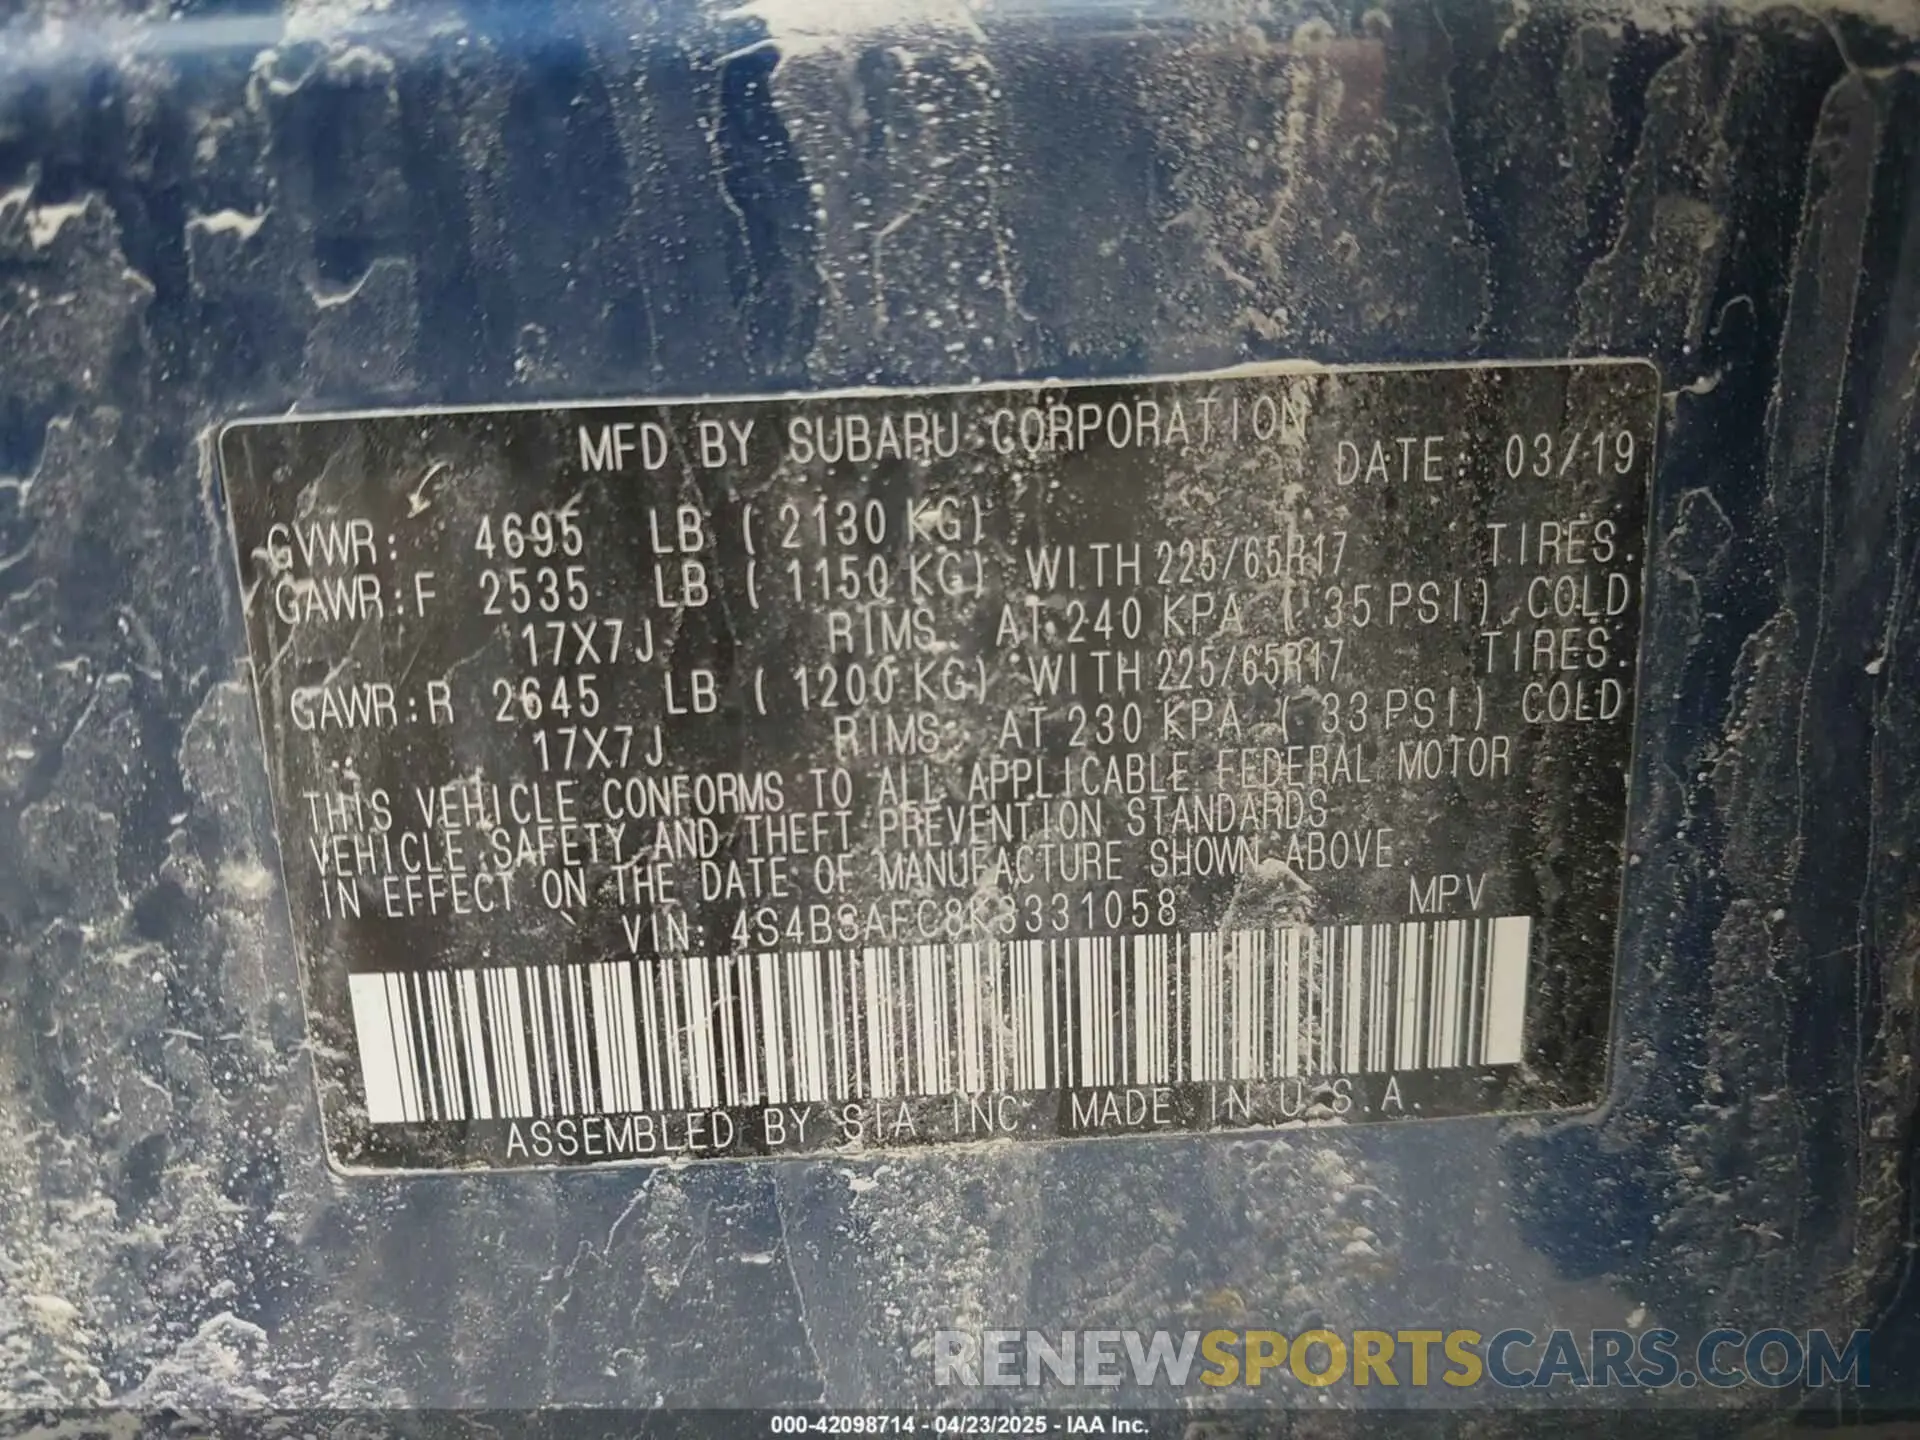 MFD BY SUBARU CORPORATION DATE: 03/19
GVWR: 4695 LB ( 2130 KG)
GAWR:F 2535 LB ( 1150 KG) WITH 225/65R17 TIRES.
17X7J RIMS. AT 240 KPA ( 35 PSI) COLD
GAWR:R 2645 LB ( 1200 KG) WITH 225/65R17 TIRES.
17X7J RIMS. AT 230 KPA ( 33 PSI) COLD
THIS VEHICLE CONFORMS TO ALL APPLICABLE FEDERAL MOTOR
VEHICLE SAFETY AND THEFT PREVENTION STANDARDS
IN EFFECT ON THE DATE OF MANUFACTURE SHOWN ABOVE.
VIN: 4S4BSAFC8K3331058 MPV
ASSEMBLED BY SIA INC. MADE IN U.S.A.
RENEWSPORTSCARS.COM
000-42098714 - 04/23/2025 - IAA Inc.